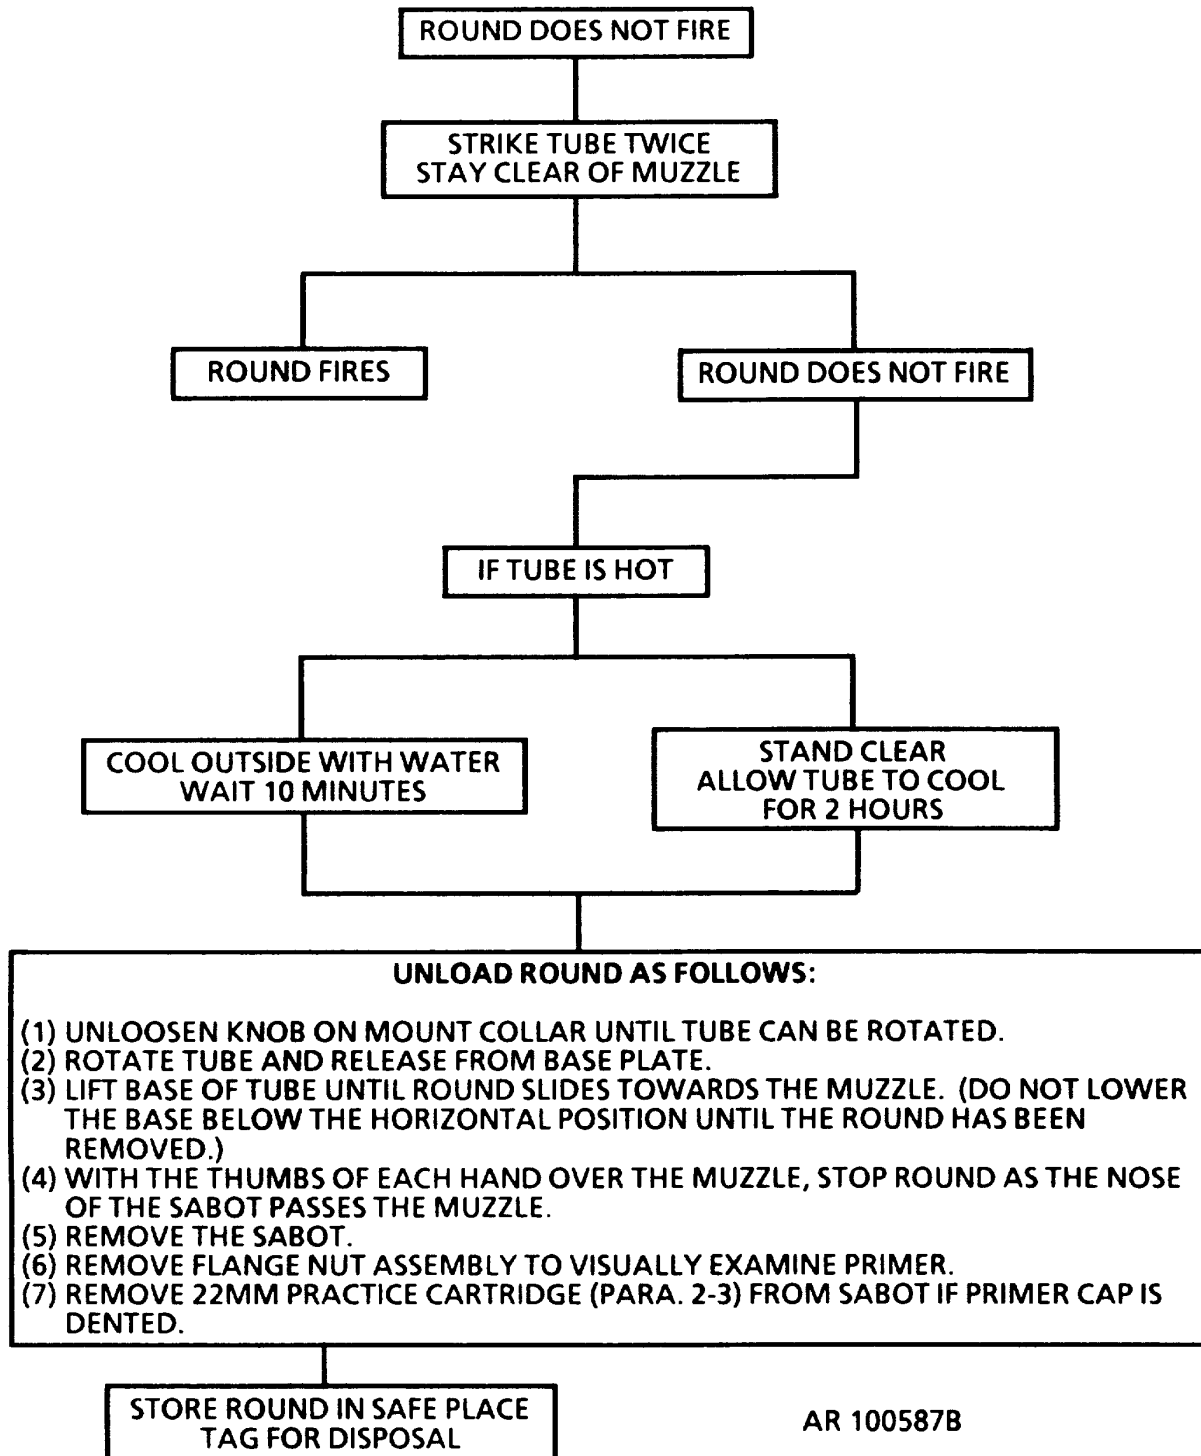 ROUND DOES NOT FIRE
STRIKE TUBE TWICE
STAY CLEAR OF MUZZLE
ROUND FIRES
ROUND DOES NOT FIRE
IF TUBE IS HOT
COOL OUTSIDE WITH WATER
WAIT 10 MINUTES
STAND CLEAR
ALLOW TUBE TO COOL
FOR 2 HOURS
UNLOAD ROUND AS FOLLOWS:
(1) UNLOOSEN KNOB ON MOUNT COLLAR UNTIL TUBE CAN BE ROTATED.
(2) ROTATE TUBE AND RELEASE FROM BASE PLATE.
(3) LIFT BASE OF TUBE UNTIL ROUND SLIDES TOWARDS THE MUZZLE. (DO NOT LOWER
THE BASE BELOW THE HORIZONTAL POSITION UNTIL THE ROUND HAS BEEN
REMOVED.)
(4) WITH THE THUMBS OF EACH HAND OVER THE MUZZLE, STOP ROUND AS THE NOSE
OF THE SABOT PASSES THE MUZZLE.
(5) REMOVE THE SABOT.
(6) REMOVE FLANGE NUT ASSEMBLY TO VISUALLY EXAMINE PRIMER.
(7) REMOVE 22MM PRACTICE CARTRIDGE (PARA. 2-3) FROM SABOT IF PRIMER CAP IS
DENTED.
STORE ROUND IN SAFE PLACE
TAG FOR DISPOSAL
AR 100587B